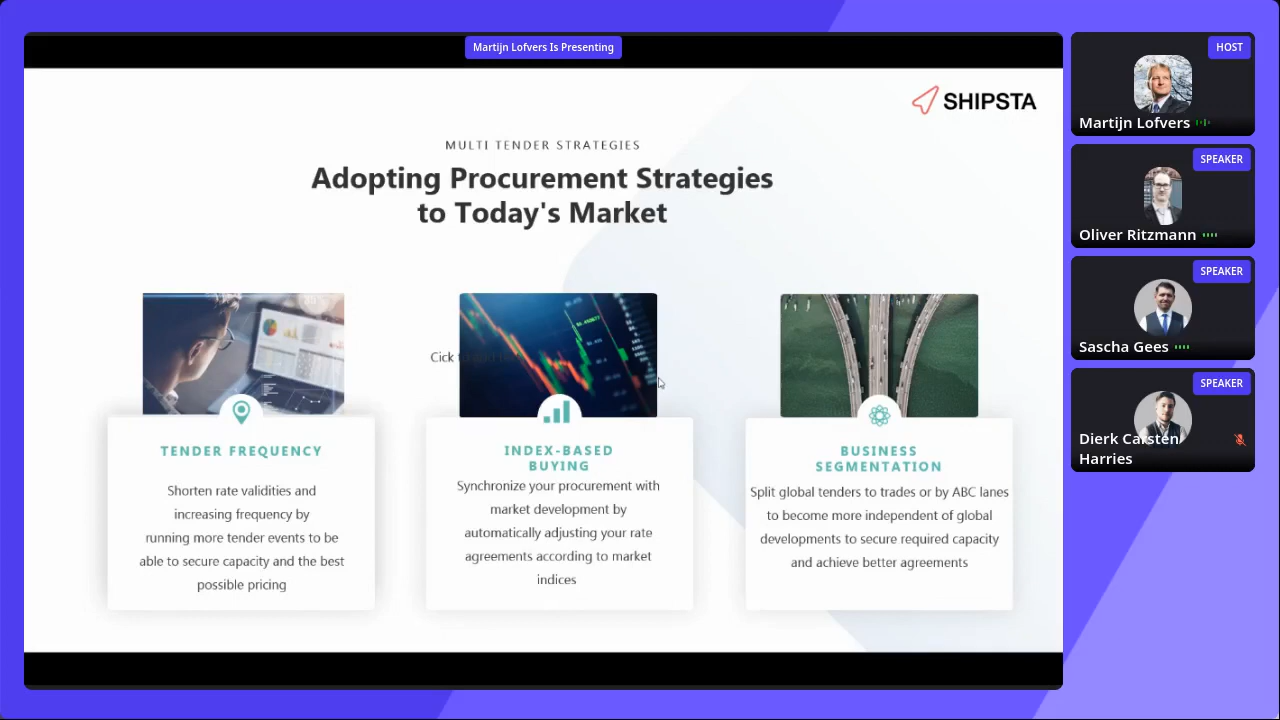 Martijn Lofvers Is Presenting
SHIPSTA
MULTI TENDER STRATEGIES
Adopting Procurement Strategies
to Today's Market
Cick to add
TENDER FREQUENCY
Shorten rate validities and
increasing frequency by
running more tender events to be
able to secure capacity and the best
possible pricing
INDEX-BASED
BUYING
Synchronize your procurement with
market development by
automatically adjusting your rate
agreements according to market
indices
BUSINESS
SEGMENTATION
Split global tenders to trades or by ABC lanes
to become more independent of global
developments to secure required capacity
and achieve better agreements
HOST
Martijn Lofvers
SPEAKER
Oliver Ritzmann
SPEAKER
Sascha Gees
SPEAKER
Dierk Carsten
Harries